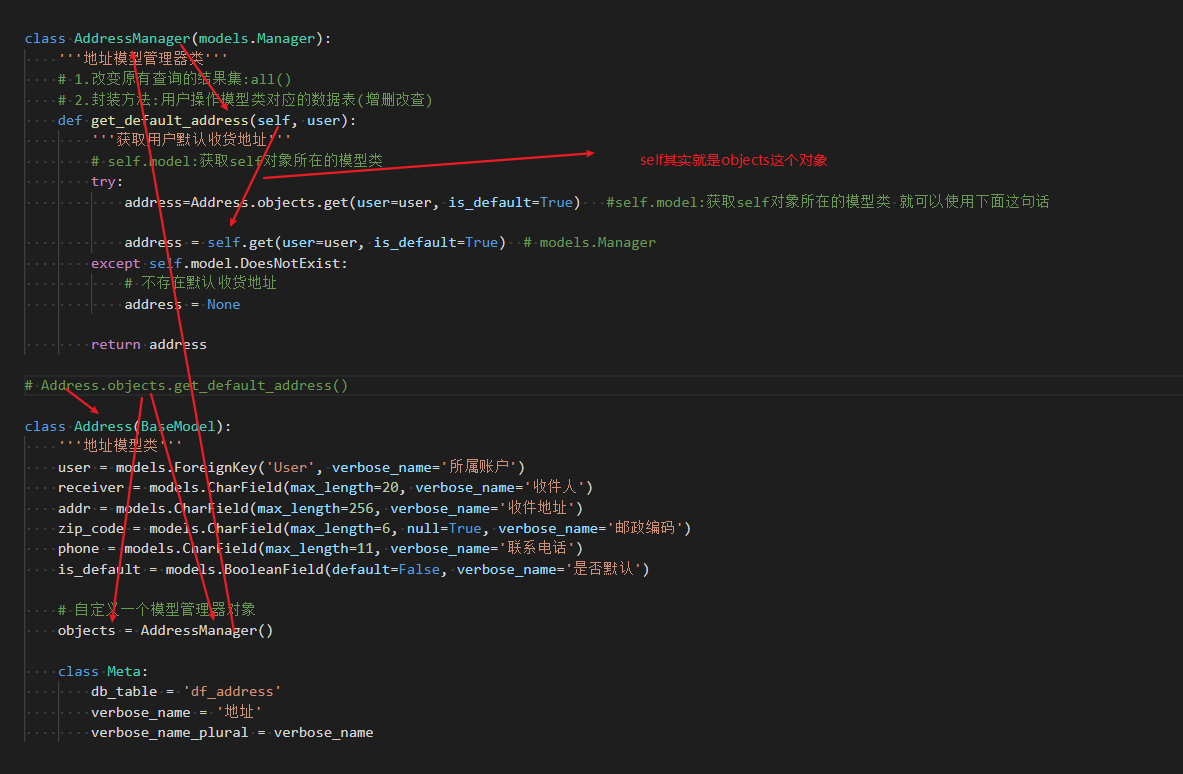 class AddressManager(models.Manager):
'''地址模型管理器类'''
# 1.改变原有查询的结果集:all()
# 2.封装方法:用户操作模型类对应的数据表(增删改查)
def get_default_address(self, user):
'''获取用户默认收货地址'''
# self.model:获取self对象所在的模型类
self其实就是objects这个对象
try:
address=Address.objects.get(user=user, is_default=True) #self.model:获取self对象所在的模型类 就可以使用下面这句话
address = self.get(user=user, is_default=True) # models.Manager
except self.model.DoesNotExist:
# 不存在默认收货地址
address = None
return address
# Address.objects.get_default_address()
class Address(BaseModel):
'''地址模型类'''
user = models.ForeignKey('User', verbose_name='所属账户')
receiver = models.CharField(max_length=20, verbose_name='收件人')
addr = models.CharField(max_length=256, verbose_name='收件地址')
zip_code = models.CharField(max_length=6, null=True, verbose_name='邮政编码')
phone = models.CharField(max_length=11, verbose_name='联系电话')
is_default = models.BooleanField(default=False, verbose_name='是否默认')
# 自定义一个模型管理器对象
objects = AddressManager()
class Meta:
db_table = 'df_address'
verbose_name = '地址'
verbose_name_plural = verbose_name